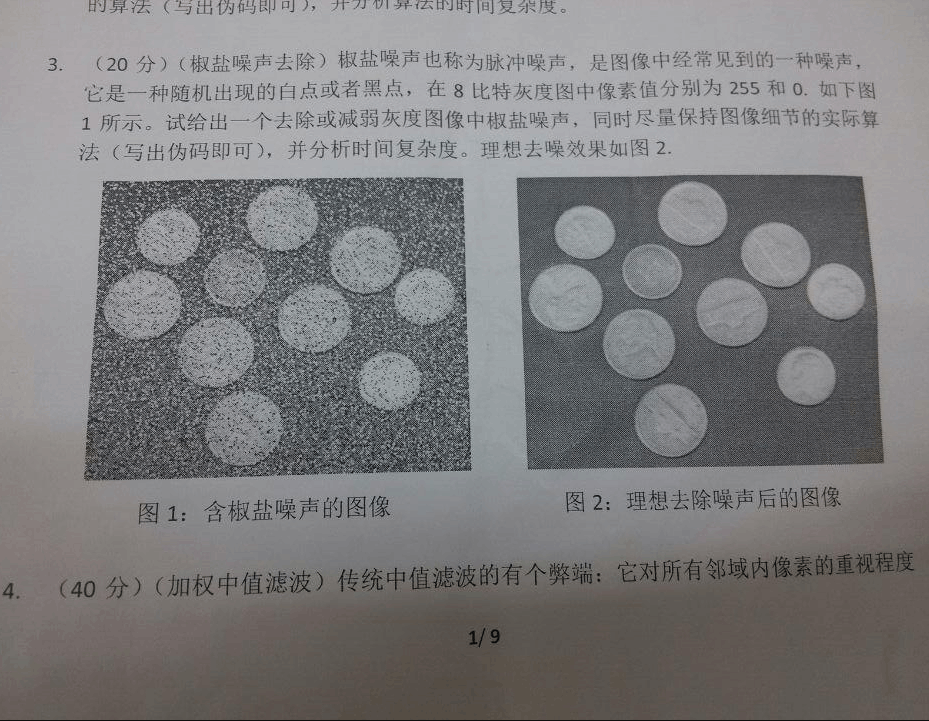 的算法（写出伪码即可），并分析算法的时间复杂度。
3. （20 分）（椒盐噪声去除）椒盐噪声也称为脉冲噪声，是图像中经常见到的一种噪声，
它是一种随机出现的白点或者黑点，在 8 比特灰度图中像素值分别为 255 和 0. 如下图
1 所示。试给出一个去除或减弱灰度图像中椒盐噪声，同时尽量保持图像细节的实际算
法（写出伪码即可），并分析时间复杂度。理想去噪效果如图 2.
图 1：含椒盐噪声的图像
图 2：理想去除噪声后的图像
4. （40 分）（加权中值滤波）传统中值滤波的有个弊端：它对所有邻域内像素的重视程度
1/ 9